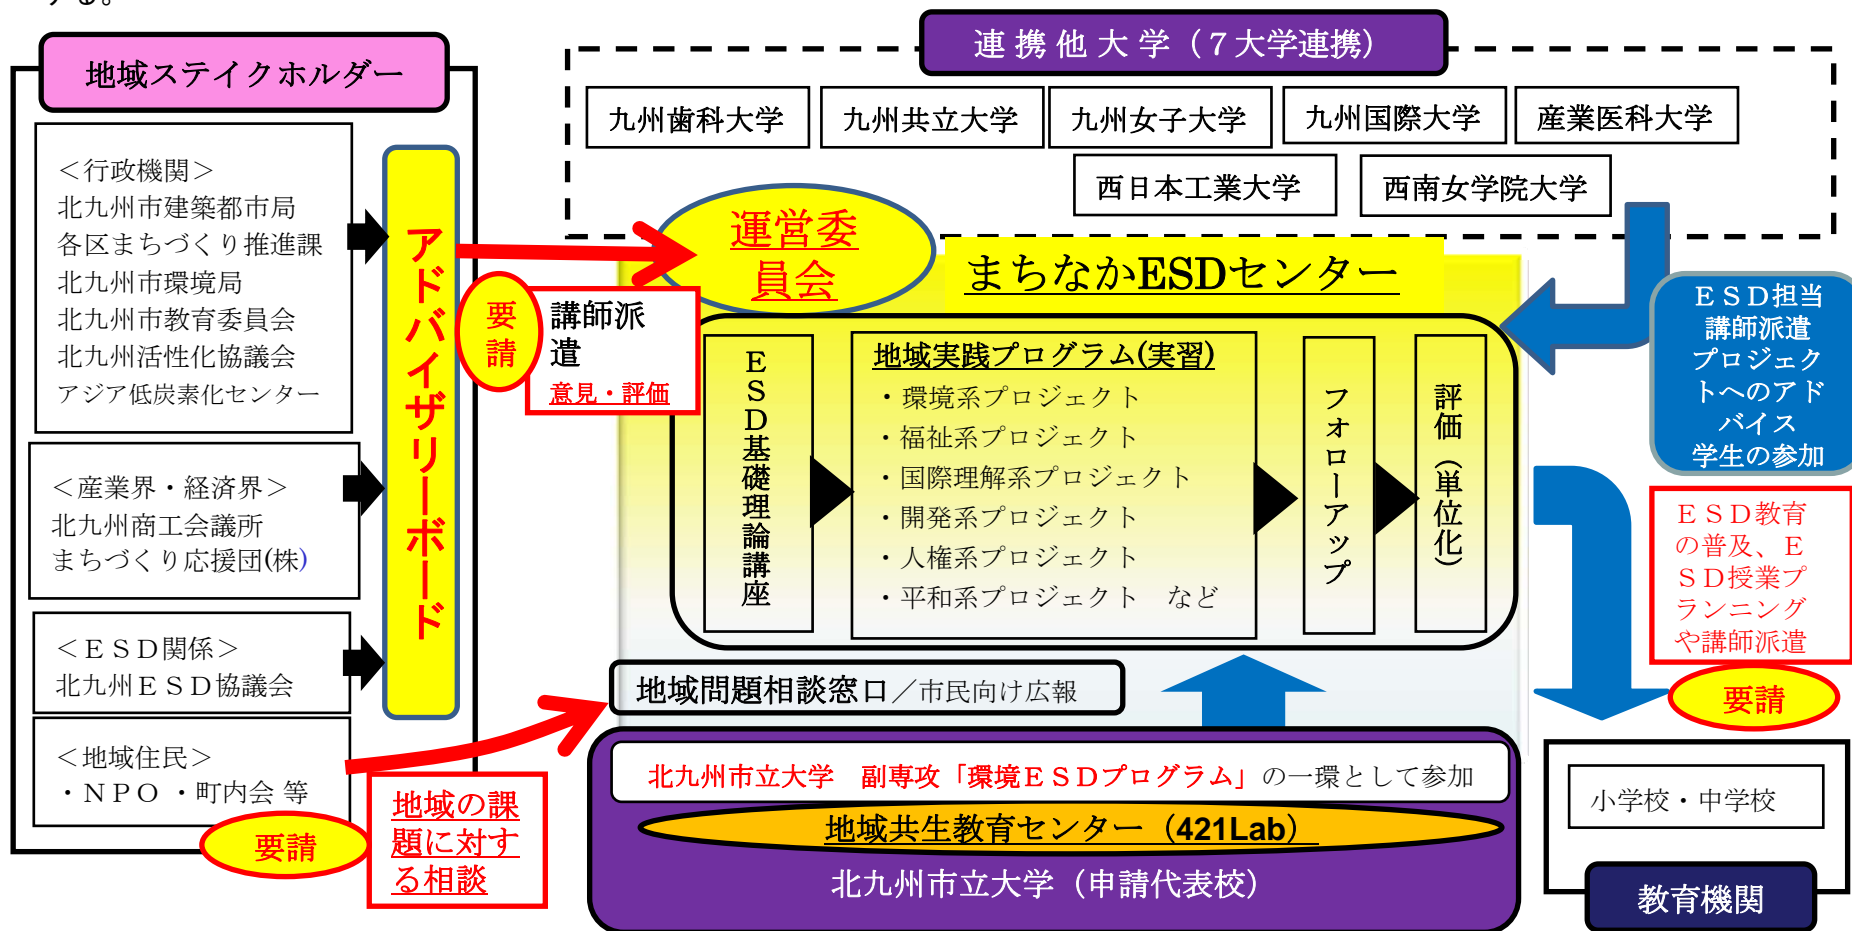 する。
地域ステイクホルダー
＜行政機関＞
北九州市建築都市局
各区まちづくり推進課
北九州市環境局
北九州市教育委員会
北九州活性化協議会
アジア低炭素化センター
＜産業界・経済界＞
北九州商工会議所
まちづくり応援団(株)
＜ＥＳＤ関係＞
北九州ＥＳＤ協議会
＜地域住民＞
・ＮＰＯ・町内会 等
アドバイザリーボード
要請
地域の課
題に対す
る相談
要
請
講師派
遣
意見・評価
運営委
員会
連 携 他 大 学（７大学連携）
九州歯科大学
九州共立大学
九州女子大学
九州国際大学
産業医科大学
西日本工業大学
西南女学院大学
まちなかESDセンター
ＥＳＤ基礎理論講座
地域実践プログラム(実習)
・環境系プロジェクト
・福祉系プロジェクト
・国際理解系プロジェクト
・開発系プロジェクト
・人権系プロジェクト
・平和系プロジェクト　など
フォローアップ
評価（単位化）
地域問題相談窓口／市民向け広報
北九州市立大学　副専攻「環境ＥＳＤプログラム」の一環として参加
地域共生教育センター（421Lab）
北九州市立大学（申請代表校）
ＥＳＤ担当
講師派遣
プロジェク
トへのアド
バイス
学生の参加
ＥＳＤ教育
の普及、Ｅ
ＳＤ授業プ
ランニング
や講師派遣
要請
小学校・中学校
教育機関